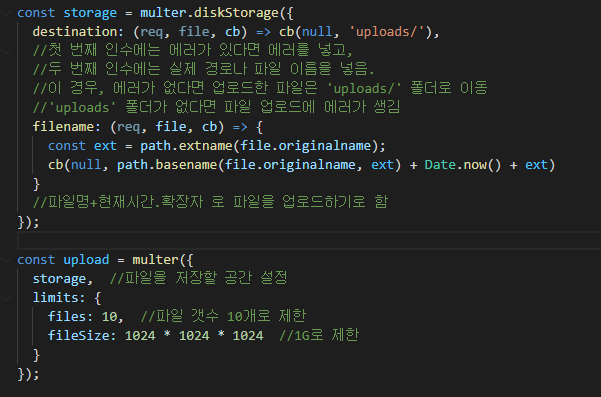 const storage = multer.diskStorage({
destination: (req, file, cb) => cb(null, 'uploads/'),
//첫 번째 인수에는 에러가 있다면 에러를 넣고,
//두 번째 인수에는 실제 경로나 파일 이름을 넣음.
//이 경우, 에러가 없다면 업로드한 파일은 'uploads/' 폴더로 이동
//'uploads' 폴더가 없다면 파일 업로드에 에러가 생김
filename: (req, file, cb) => {
const ext = path.extname(file.originalname);
cb(null, path.basename(file.originalname, ext) + Date.now() + ext)
}
//파일명+현재시간.확장자 로 파일을 업로드하기로 함
});
const upload = multer({
storage,  //파일을 저장할 공간 설정
limits: {
files: 10,  //파일 갯수 10개로 제한
fileSize: 1024 * 1024 * 1024  //1G로 제한
}
});